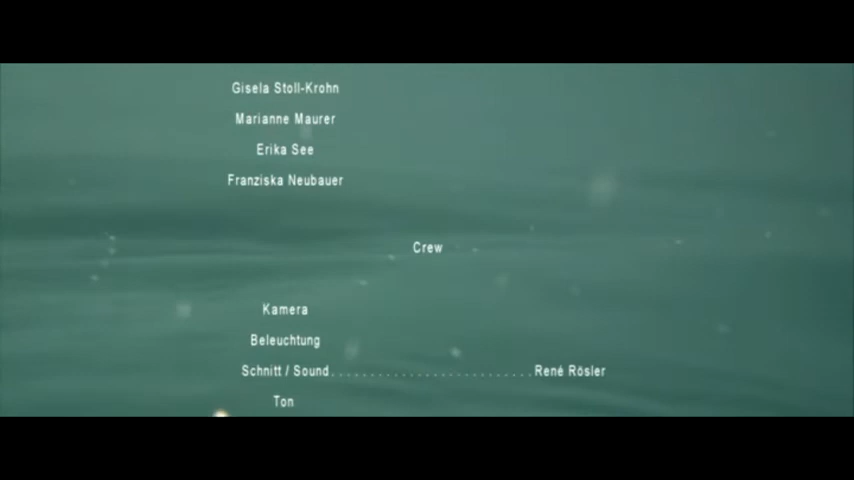 Gisela Stoll-Krohn
Marianne Maurer
Erika See
Franziska Neubauer
Crew
Kamera
Beleuchtung
Schnitt / Sound..........................René Rösler
Ton